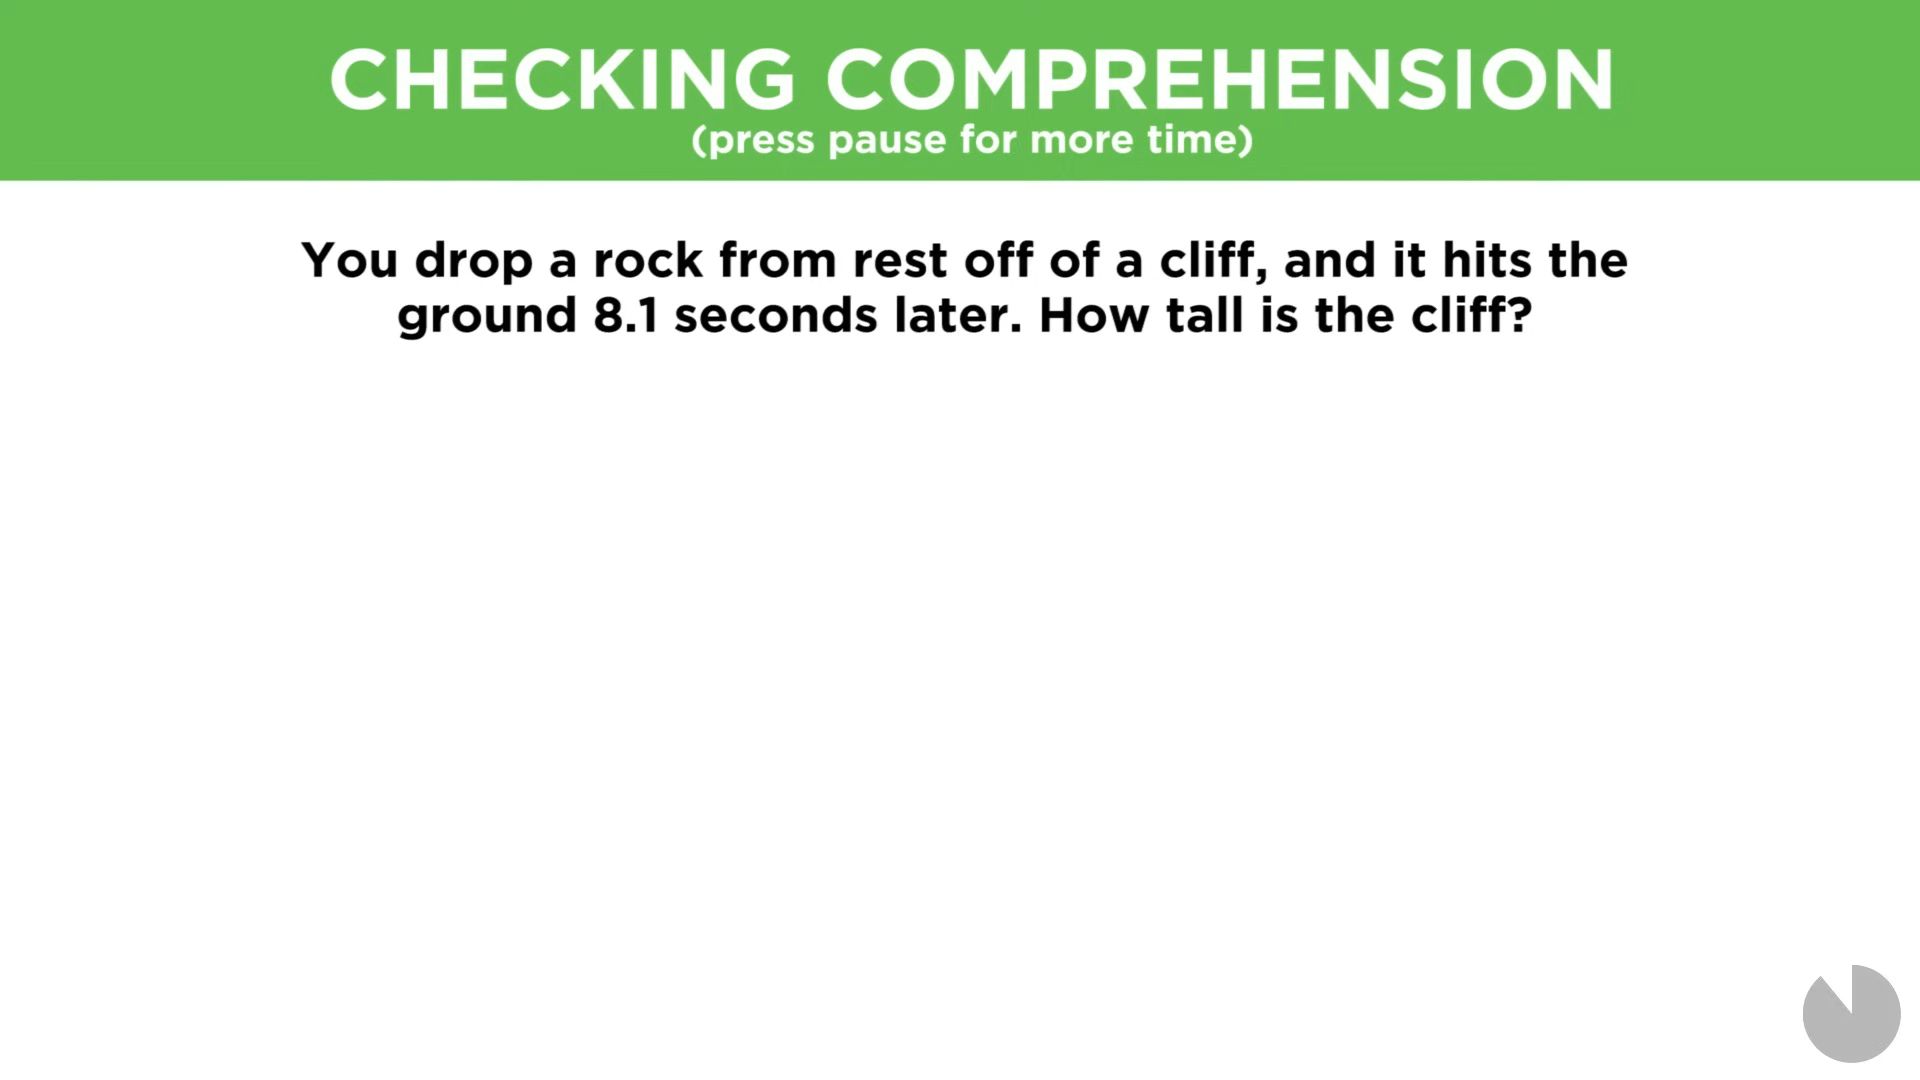 CHECKING COMPREHENSION
(press pause for more time)
You drop a rock from rest off of a cliff, and it hits the
ground 8.1 seconds later. How tall is the cliff?